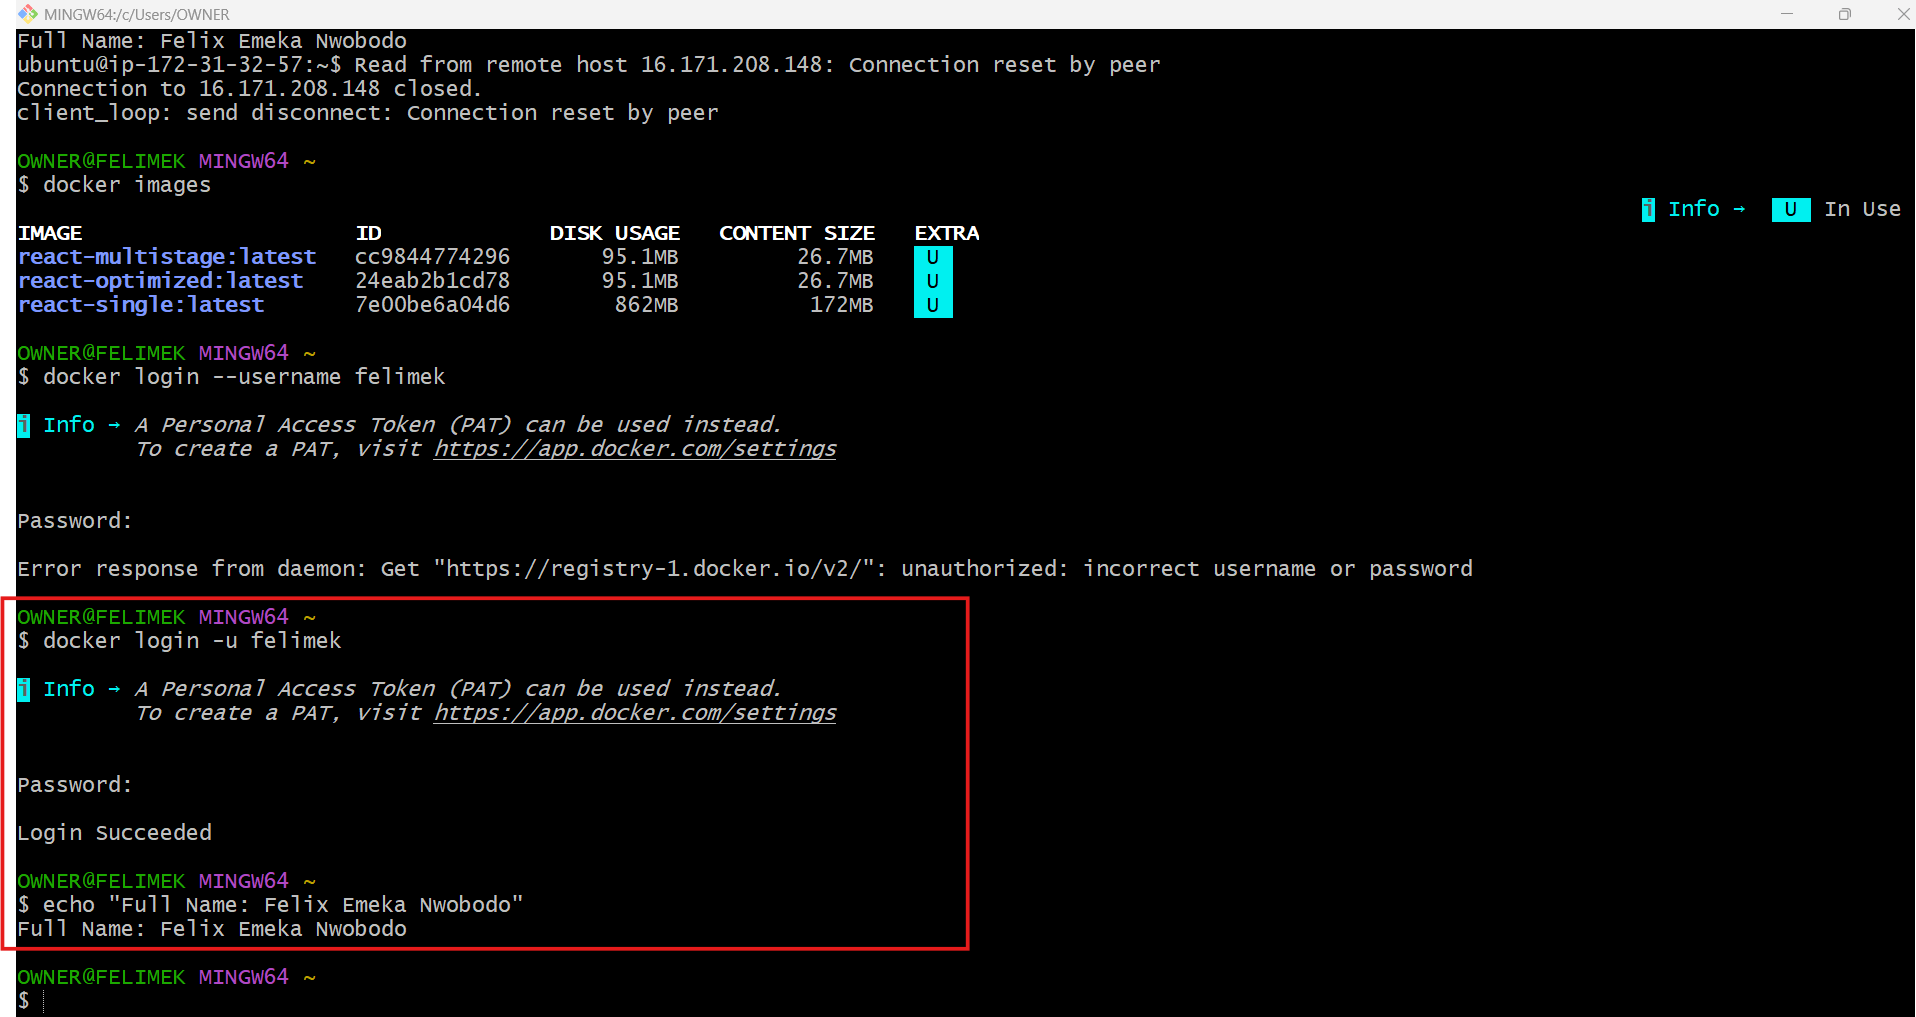 MINGW64:/c/Users/OWNER
Full Name: Felix Emeka Nwobodo
ubuntu@ip-172-31-32-57:~$ Read from remote host 16.171.208.148: Connection reset by peer
Connection to 16.171.208.148 closed.
client_loop: send disconnect: Connection reset by peer
OWNER@FELIMEK MINGW64 ~
$ docker images
i Info → U In Use
IMAGE ID DISK USAGE CONTENT SIZE EXTRA
react-multistage:latest cc9844774296 95.1MB 26.7MB U
react-optimized:latest 24eab2b1cd78 95.1MB 26.7MB U
react-single:latest 7e00be6a04d6 862MB 172MB U
OWNER@FELIMEK MINGW64 ~
$ docker login --username felimek
i Info → A Personal Access Token (PAT) can be used instead.
To create a PAT, visit https://app.docker.com/settings
Password:
Error response from daemon: Get "https://registry-1.docker.io/v2/": unauthorized: incorrect username or password
OWNER@FELIMEK MINGW64 ~
$ docker login -u felimek
i Info → A Personal Access Token (PAT) can be used instead.
To create a PAT, visit https://app.docker.com/settings
Password:
Login Succeeded
OWNER@FELIMEK MINGW64 ~
$ echo "Full Name: Felix Emeka Nwobodo"
Full Name: Felix Emeka Nwobodo
OWNER@FELIMEK MINGW64 ~
$